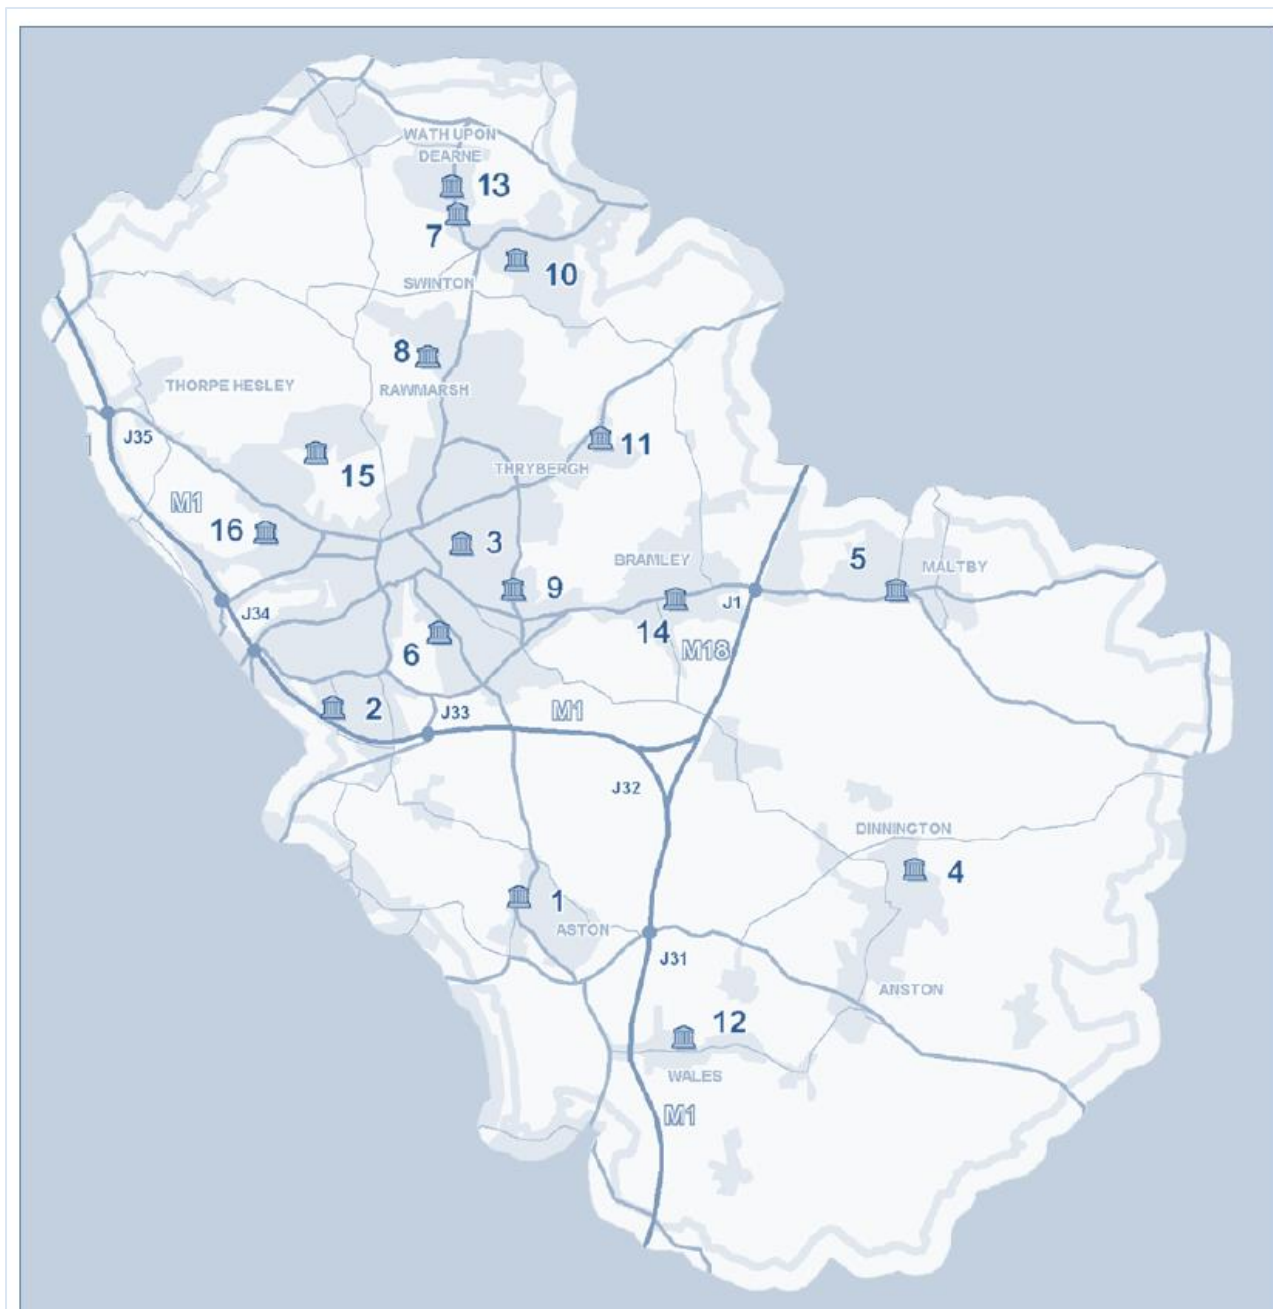 WATH UPON
DEARNE
13
7
10
SWINTON
8
THORPE HESLEY
RAWMARSH
J35
11
15
THRYBERGH
M1
16
3
5
BRAMLEY
MALTBY
9
J1
J34
14
6
M18
2
J33
M1
J32
DINNINGTON
4
1
ASTON
J31
ANSTON
12
WALES
M1